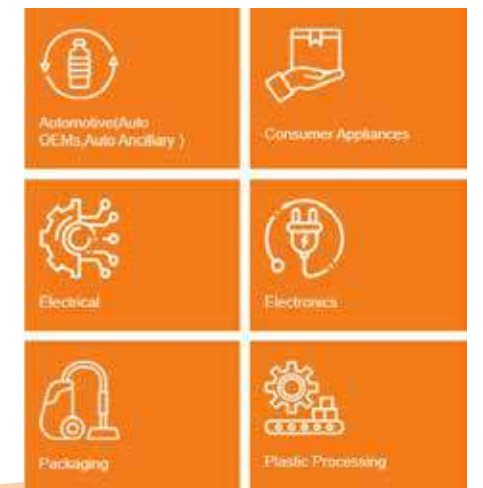 Automotive(Auto
OEMs,Auto Ancillary )
Consumer Appliances
Electrical
Electronics
Packaging
Plastic Processing